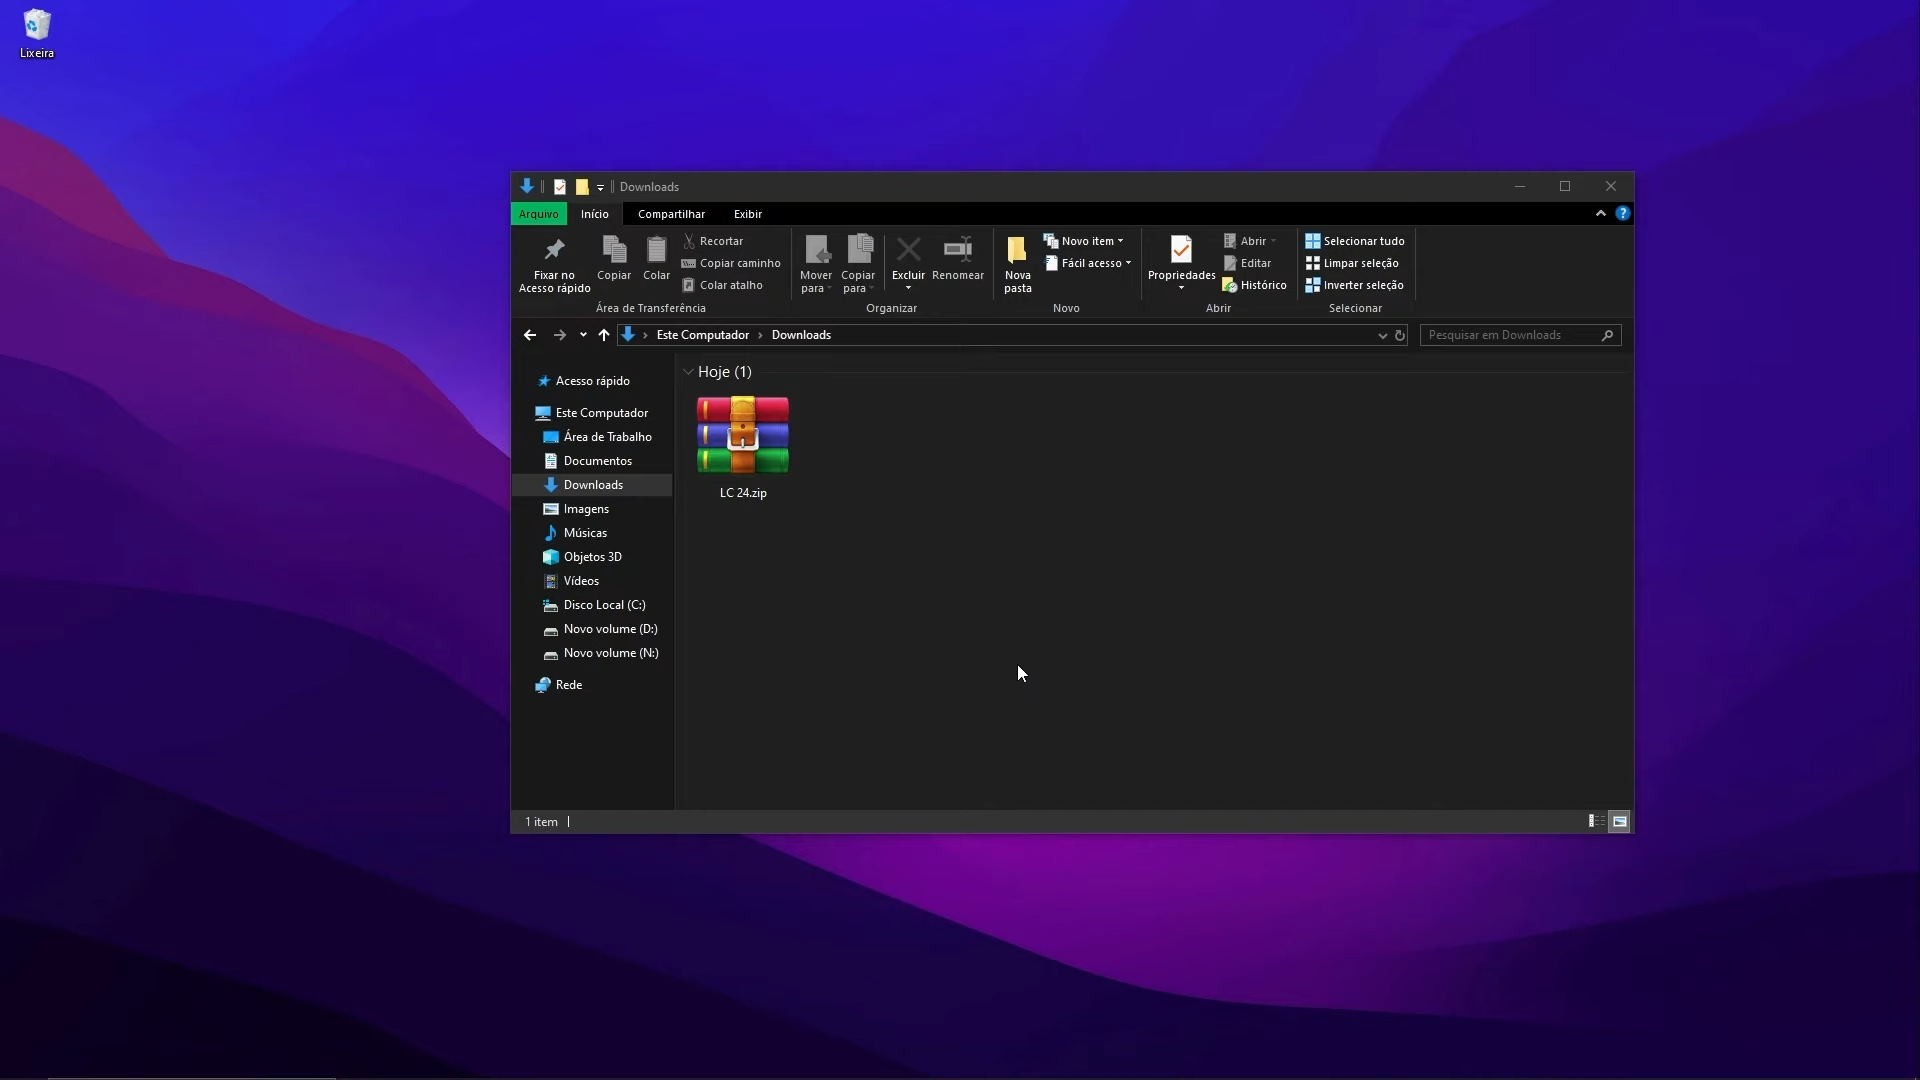 Lixeira
Downloads
Arquivo Início Compartilhar Exibir
Fixar no
Acesso rápido
Copiar
Colar
Recortar
Copiar caminho
Colar atalho
Área de Transferência
Mover
para
Copiar
para
Excluir
Renomear
Organizar
Nova
pasta
Novo item
Fácil acesso
Novo
Propriedades
Abrir
Editar
Histórico
Abrir
Selecionar tudo
Limpar seleção
Inverter seleção
Selecionar
Este Computador Downloads
Pesquisar em Downloads
Acesso rápido
Este Computador
Área de Trabalho
Documentos
Downloads
Imagens
Músicas
Objetos 3D
Vídeos
Disco Local (C:)
Novo volume (D:)
Novo volume (N:)
Rede
Hoje (1)
LC 24.zip
1 item